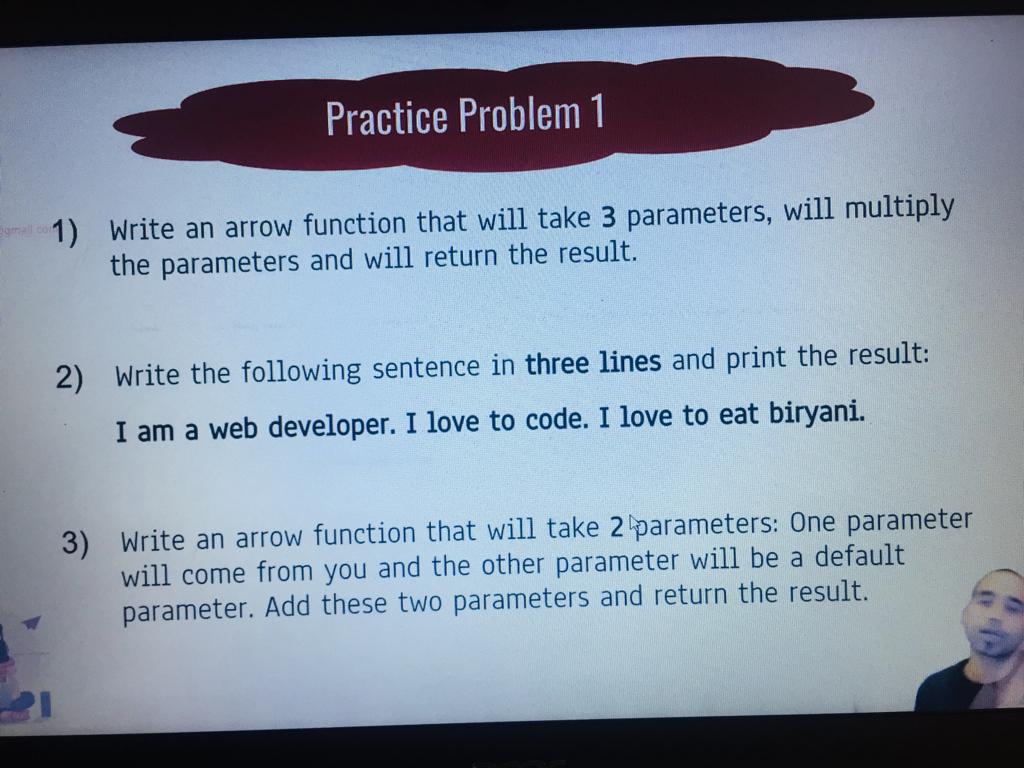 Practice Problem 1
1) Write an arrow function that will take 3 parameters, will multiply
the parameters and will return the result.
2) Write the following sentence in three lines and print the result:
I am a web developer. I love to code. I love to eat biryani.
3) Write an arrow function that will take 2 parameters: One parameter
will come from you and the other parameter will be a default
parameter. Add these two parameters and return the result.